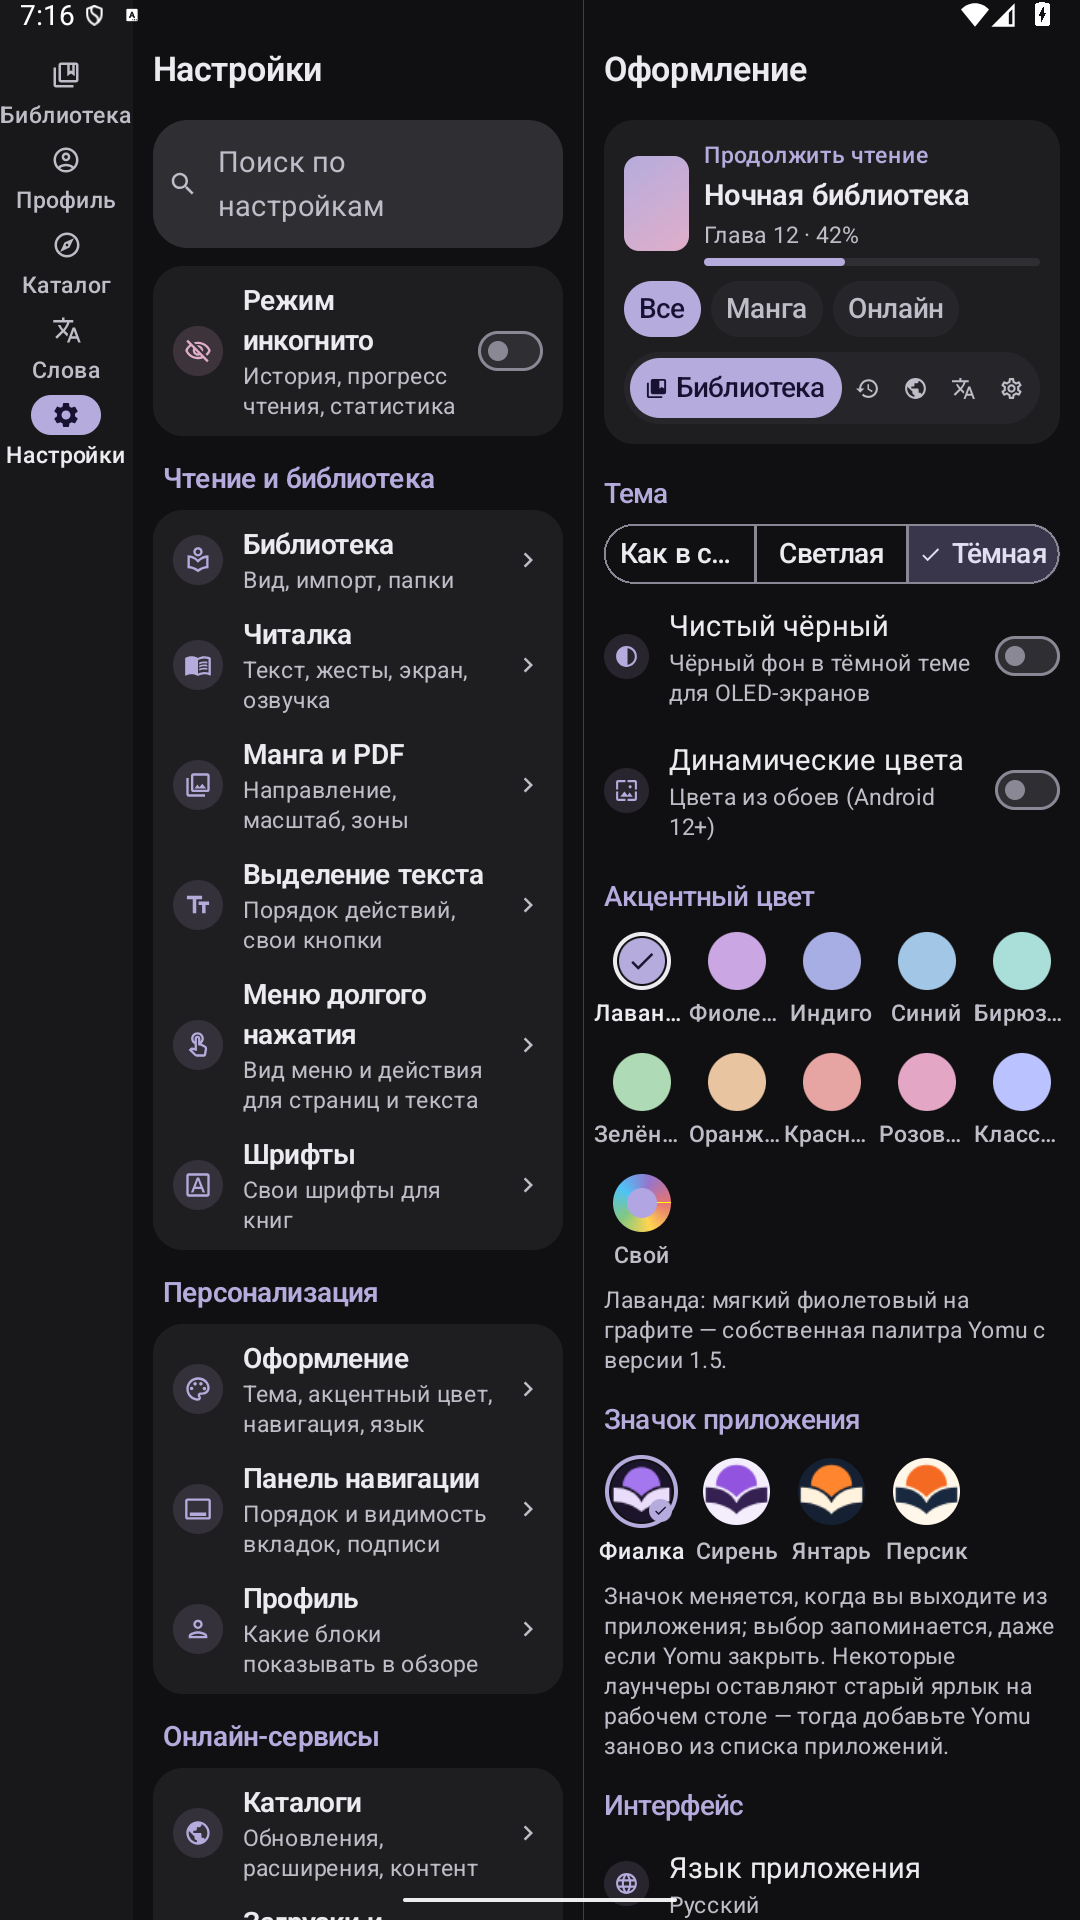 7:16
Библиотека
Профиль
Каталог
Слова
Настройки
Настройки
Поиск по
настройкам
Режим
инкогнито
История, прогресс
чтения, статистика
Чтение и библиотека
Библиотека
Вид, импорт, папки
Читалка
Текст, жесты, экран,
озвучка
Манга и PDF
Направление,
масштаб, зоны
Выделение текста
Порядок действий,
свои кнопки
Меню долгого
нажатия
Вид меню и действия
для страниц и текста
Шрифты
Свои шрифты для
книг
Персонализация
Оформление
Тема, акцентный цвет,
навигация, язык
Панель навигации
Порядок и видимость
вкладок, подписи
Профиль
Какие блоки
показывать в обзоре
Онлайн-сервисы
Каталоги
Обновления,
расширения, контент
Загрузки и
Оформление
Продолжить чтение
Ночная библиотека
Глава 12 · 42%
Все Манга Онлайн
Библиотека
Тема
Как в с… Светлая Тёмная
Чистый чёрный
Чёрный фон в тёмной теме
для OLED-экранов
Динамические цвета
Цвета из обоев (Android
12+)
Акцентный цвет
Лаван… Фиоле… Индиго Синий Бирюз…
Зелён… Оранж… Красн… Розов… Класс…
Свой
Лаванда: мягкий фиолетовый на
графите — собственная палитра Yomu с
версии 1.5.
Значок приложения
Фиалка Сирень Янтарь Персик
Значок меняется, когда вы выходите из
приложения; выбор запоминается, даже
если Yomu закрыть. Некоторые
лаунчеры оставляют старый ярлык на
рабочем столе — тогда добавьте Yomu
заново из списка приложений.
Интерфейс
Язык приложения
Русский